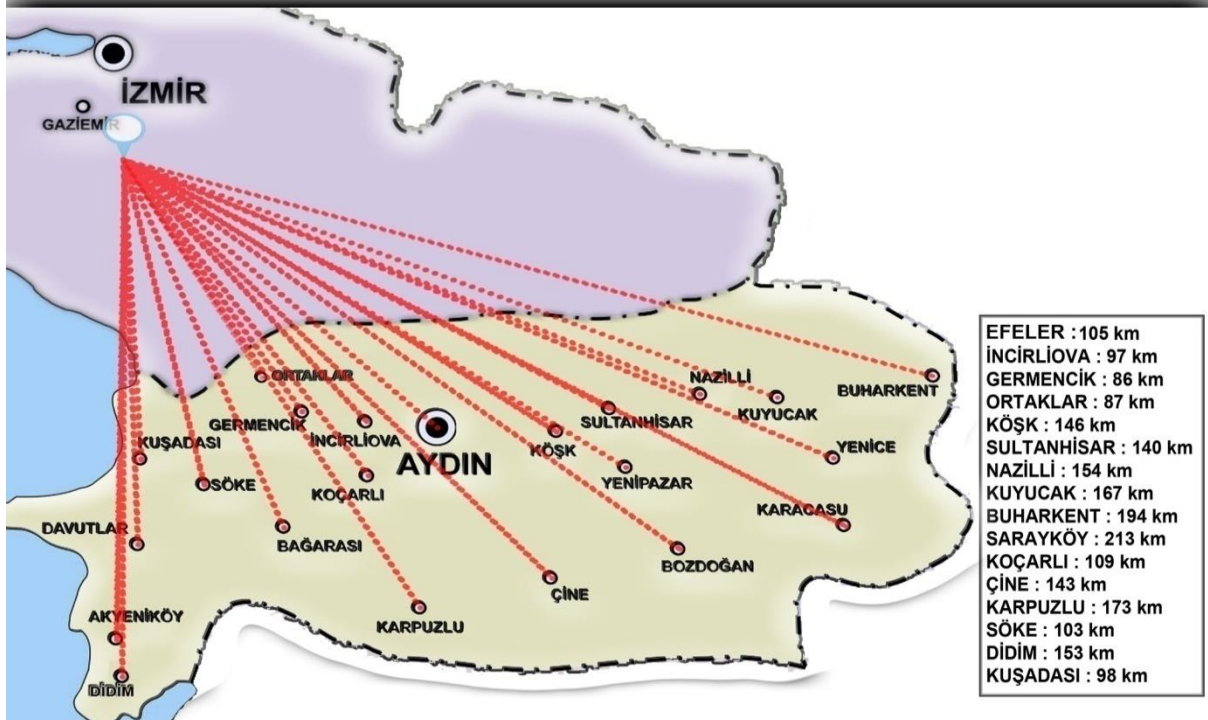 İZMİR
GAZİEMİR
ORTAKLAR
GERMENCİK
İNCİRLİOVA
AYDIN
KUŞADASI
SÖKE
KOÇARLI
KÖŞK
SULTANHİSAR
NAZİLLİ
KUYUCAK
BUHARKENT
YENİCE
YENİPAZAR
KARACASU
DAVUTLAR
BAĞARASI
BOZDOĞAN
ÇİNE
KARPUZLU
AKYENİKÖY
DİDİM
EFELER :105 km
İNCİRLİOVA : 97 km
GERMENCİK : 86 km
ORTAKLAR : 87 km
KÖŞK : 146 km
SULTANHİSAR : 140 km
NAZİLLİ : 154 km
KUYUCAK : 167 km
BUHARKENT : 194 km
SARAYKÖY : 213 km
KOÇARLI : 109 km
ÇİNE : 143 km
KARPUZLU : 173 km
SÖKE : 103 km
DİDİM : 153 km
KUŞADASI : 98 km